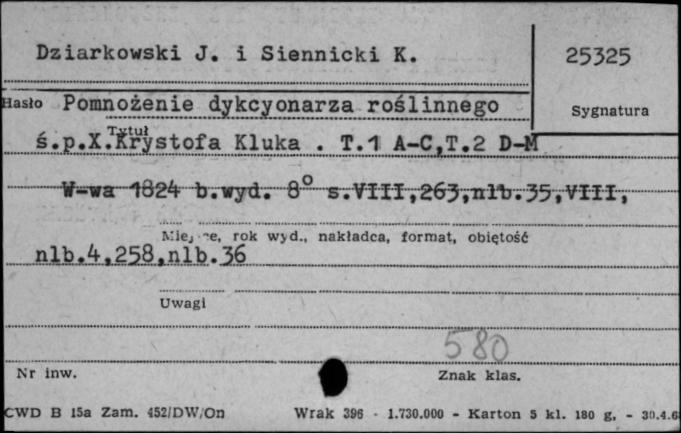 Dziarkowski J. i Siennicki K.
25325
Hasło Pomnożenie dykcyonarza roślinnego
Sygnatura
Tytuł
ś.p.X.Krystofa Kluka . T.1 A-C,T.2 D-M
W-wa 1824 b.wyd. 8° s.VIII,263,nlb.35,VIII,
Miejsce, rok wyd., nakładca, format, objętość
nlb.4,258,nlb.36
Uwagi
580
Nr inw.
Znak klas.
CWD B 15a Zam. 452/DW/On Wrak 396 - 1.730.000 - Karton 5 kl. 180 g. - 30.4.6